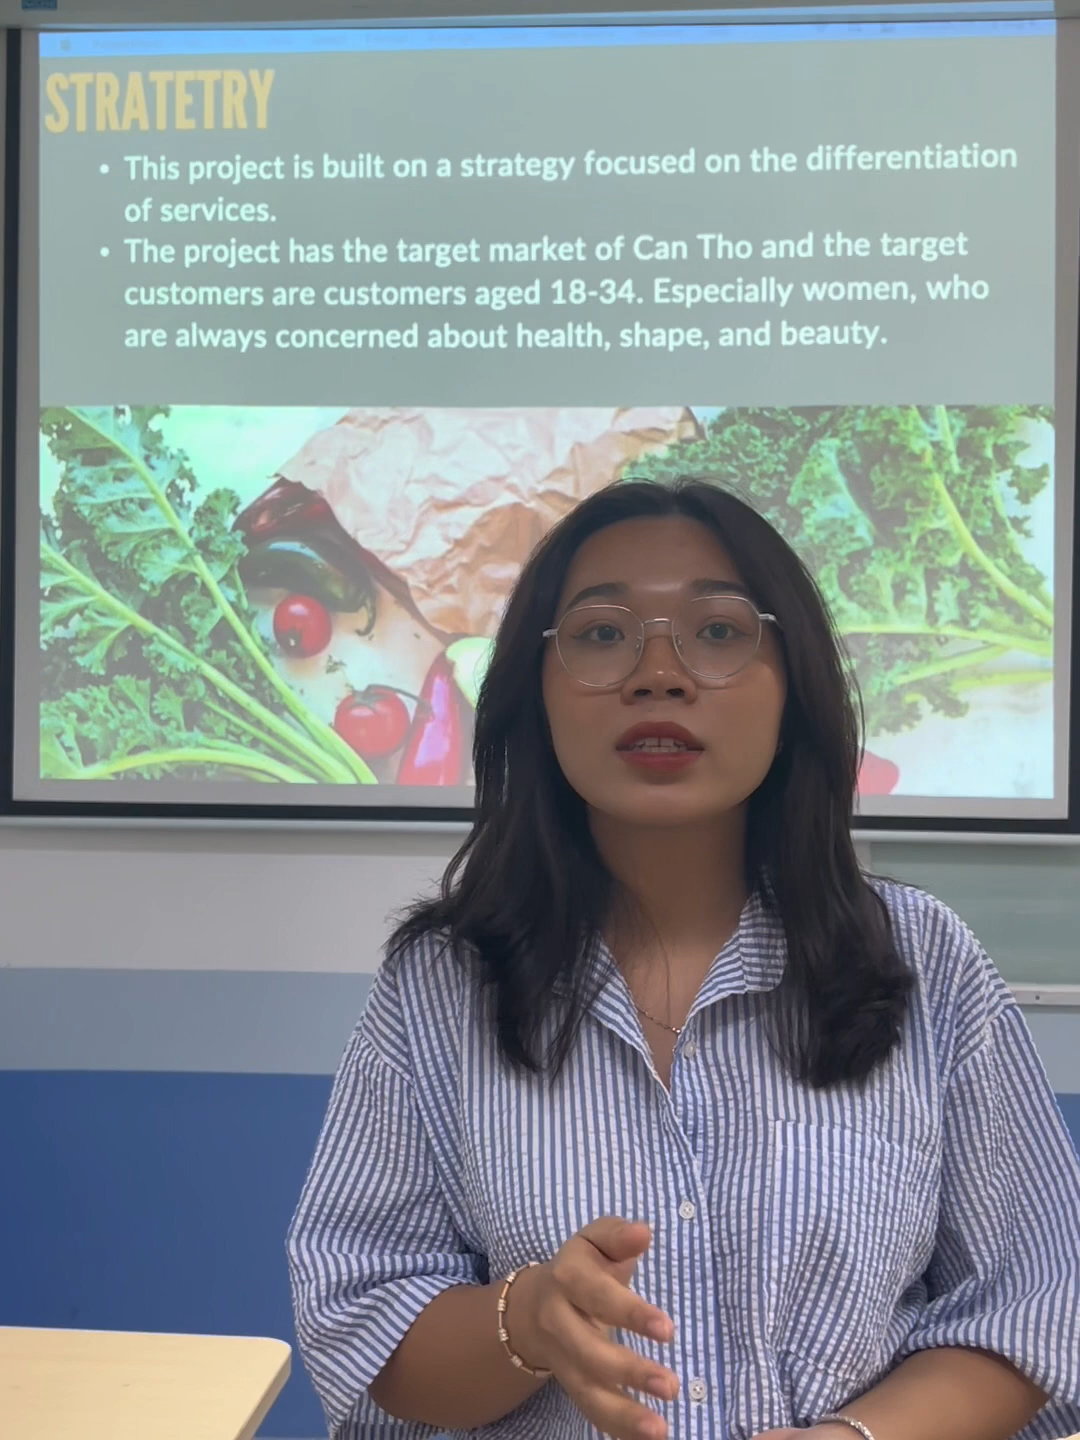 STRATETRY
• This project is built on a strategy focused on the differentiation
of services.
• The project has the target market of Can Tho and the target
customers are customers aged 18-34. Especially women, who
are always concerned about health, shape, and beauty.